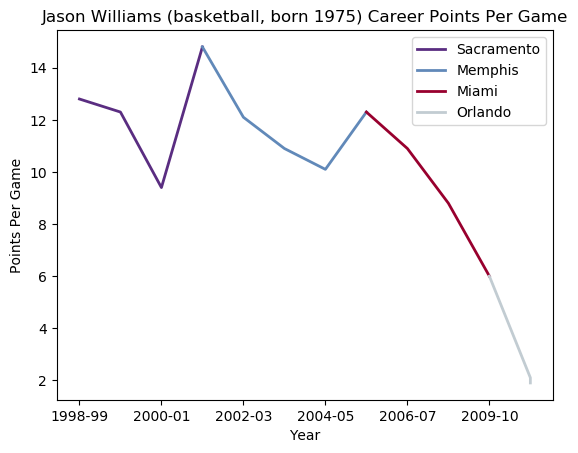 Jason Williams (basketball, born 1975) Career Points Per Game
Sacramento
Memphis
Miami
Orlando
Points Per Game
14
12
10
8
6
4
2
1998-99 2000-01 2002-03 2004-05 2006-07 2009-10
Year